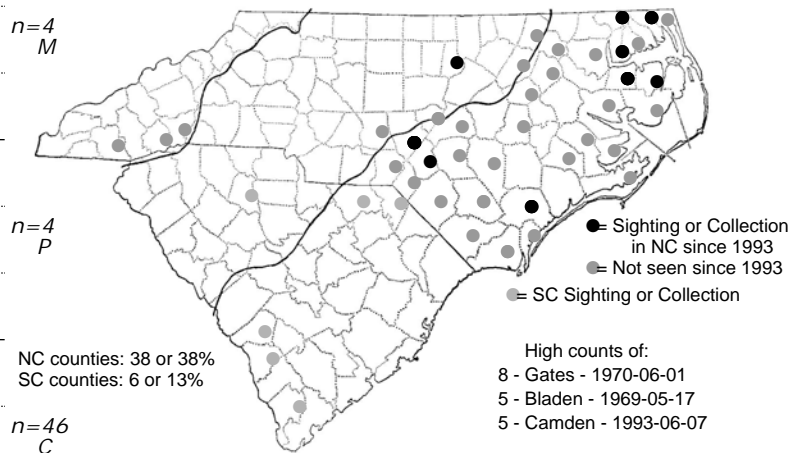 n=4
M
n=4
P
n=46
C
= Sighting or Collection
in NC since 1993
= Not seen since 1993
= SC Sighting or Collection
NC counties: 38 or 38%
SC counties: 6 or 13%
High counts of:
8 - Gates - 1970-06-01
5 - Bladen - 1969-05-17
5 - Camden - 1993-06-07